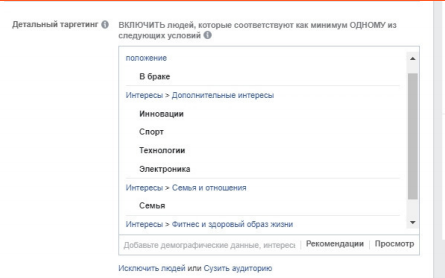 Детальный таргетинг
ВКЛЮЧИТЬ людей, которые соответствуют как минимум ОДНОМУ из
следующих условий
положение
В браке
Интересы > Дополнительные интересы
Инновации
Спорт
Технологии
Электроника
Интересы > Семья и отношения
Семья
Интересы > Фитнес и здоровый образ жизни
Добавьте демографические данные, интерес Рекомендации Просмотр
Исключить людей или Сузить аудиторию